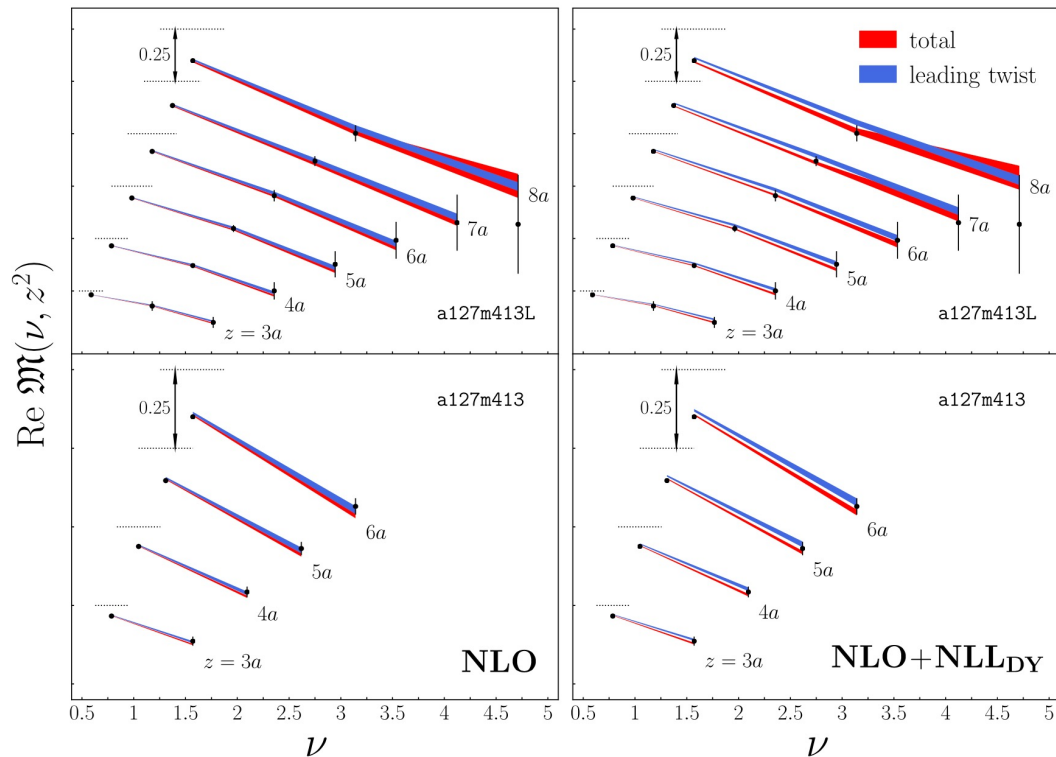 Re 𝔐(ν, z²)
0.25
8a
7a
6a
5a
4a
z = 3a
a127m413L
0.25
total
leading twist
8a
7a
6a
5a
4a
z = 3a
a127m413L
0.25
a127m413
6a
5a
4a
z = 3a
NLO
0.25
a127m413
6a
5a
4a
z = 3a
NLO+NLL_DY
0.5 1 1.5 2 2.5 3 3.5 4 4.5 5
0.5 1 1.5 2 2.5 3 3.5 4 4.5 5
ν
ν